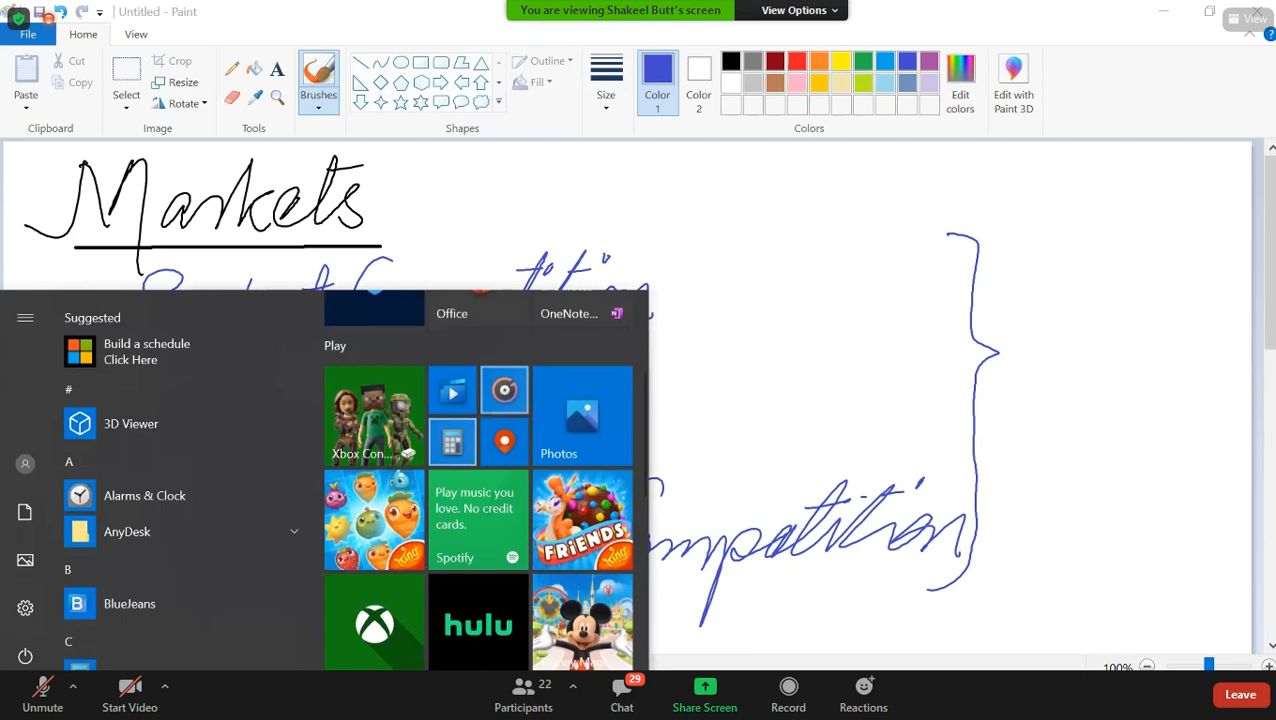 Untitled - Paint
You are viewing Shakeel Butt's screen
View Options
View
File
Home
View
Paste
Cut
Copy
Clipboard
Select
Crop
Resize
Rotate
Image
Tools
Brushes
Outline
Fill
Shapes
Size
Color
1
Color
2
Colors
Edit
colors
Edit with
Paint 3D
Markets
Suggested
Build a schedule
Click Here
#
3D Viewer
A
Alarms & Clock
AnyDesk
B
BlueJeans
C
Office
OneNote...
Play
Xbox Con...
Photos
Play music you
love. No credit
cards.
Spotify
King
FRIENDS
King
hulu
100%
Unmute
Start Video
22
Participants
29
Chat
Share Screen
Record
Reactions
Leave